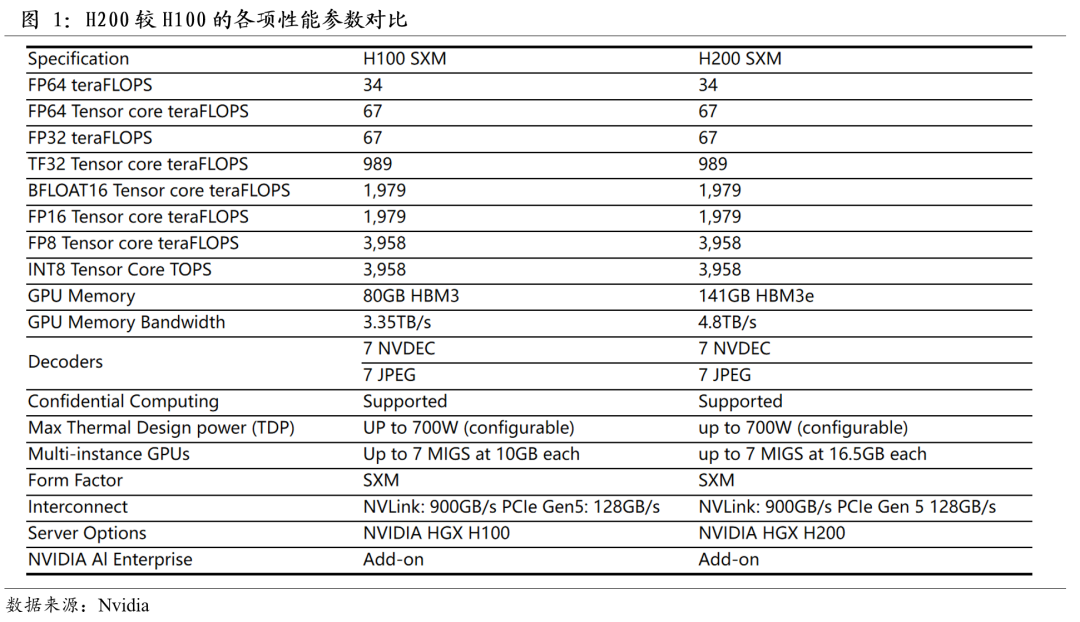 图 1: H200 较 H100 的各项性能参数对比
Specification H100 SXM H200 SXM
FP64 teraFLOPS 34 34
FP64 Tensor core teraFLOPS 67 67
FP32 teraFLOPS 67 67
TF32 Tensor core teraFLOPS 989 989
BFLOAT16 Tensor core teraFLOPS 1,979 1,979
FP16 Tensor core teraFLOPS 1,979 1,979
FP8 Tensor core teraFLOPS 3,958 3,958
INT8 Tensor Core TOPS 3,958 3,958
GPU Memory 80GB HBM3 141GB HBM3e
GPU Memory Bandwidth 3.35TB/s 4.8TB/s
Decoders 7 NVDEC 7 NVDEC
7 JPEG 7 JPEG
Confidential Computing Supported Supported
Max Thermal Design power (TDP) UP to 700W (configurable) up to 700W (configurable)
Multi-instance GPUs Up to 7 MIGS at 10GB each up to 7 MIGS at 16.5GB each
Form Factor SXM SXM
Interconnect NVLink: 900GB/s PCIe Gen5: 128GB/s NVLink: 900GB/s PCIe Gen 5 128GB/s
Server Options NVIDIA HGX H100 NVIDIA HGX H200
NVIDIA Al Enterprise Add-on Add-on
数据来源：Nvidia